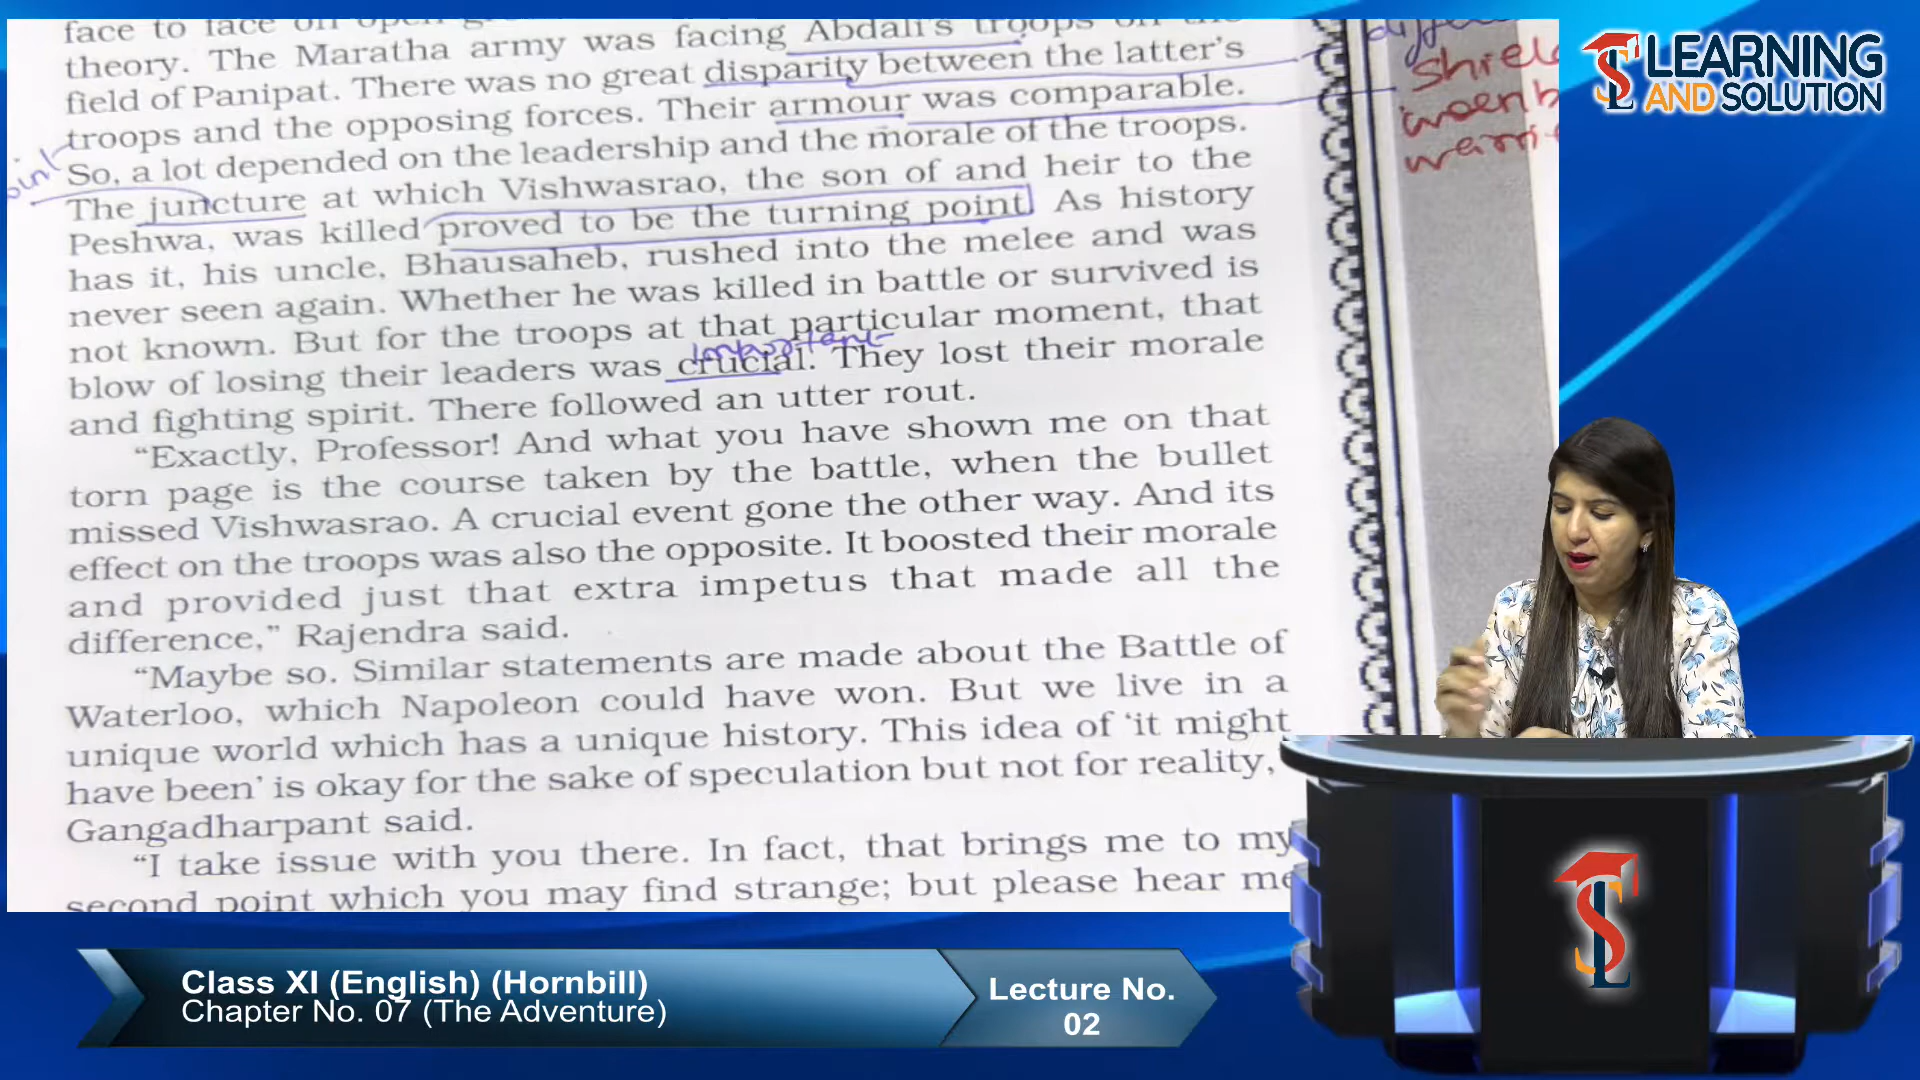 face to face on open
theory. The Maratha army was facing Abdali's troops on the
field of Panipat. There was no great disparity between the latter's
troops and the opposing forces. Their armour was comparable.
So, a lot depended on the leadership and the morale of the troops.
The juncture at which Vishwasrao, the son of and heir to the
Peshwa, was killed proved to be the turning point. As history
has it, his uncle, Bhausaheb, rushed into the melee and was
never seen again. Whether he was killed in battle or survived is
not known. But for the troops at that particular moment, that
important
blow of losing their leaders was crucial. They lost their morale
and fighting spirit. There followed an utter rout.
“Exactly, Professor! And what you have shown me on that
torn page is the course taken by the battle, when the bullet
missed Vishwasrao. A crucial event gone the other way. And its
effect on the troops was also the opposite. It boosted their morale
and provided just that extra impetus that made all the
difference,” Rajendra said.
“Maybe so. Similar statements are made about the Battle of
Waterloo, which Napoleon could have won. But we live in a
unique world which has a unique history. This idea of ‘it might
have been’ is okay for the sake of speculation but not for reality,
Gangadharpant said.
“I take issue with you there. In fact, that brings me to my
second point which you may find strange; but please hear me
LEARNING
AND SOLUTION
Class XI (English) (Hornbill)
Chapter No. 07 (The Adventure)
Lecture No.
02